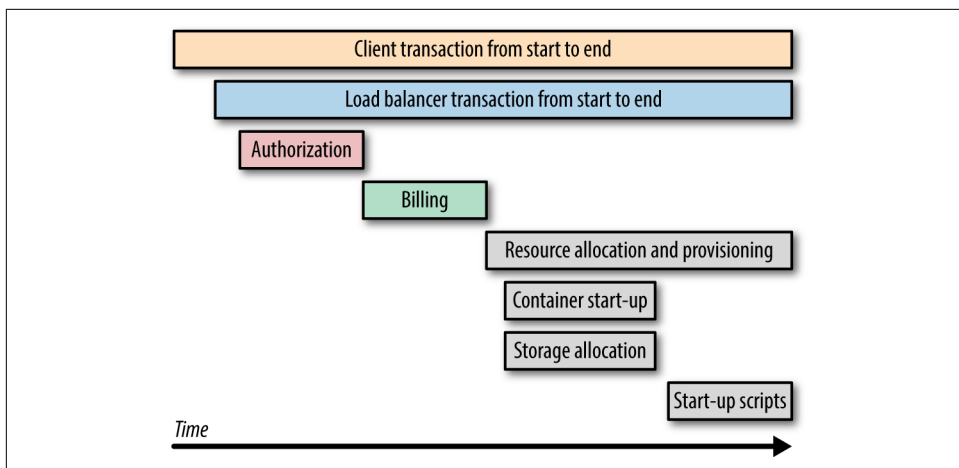 Client transaction from start to end
Load balancer transaction from start to end
Authorization
Billing
Resource allocation and provisioning
Container start-up
Storage allocation
Start-up scripts
Time